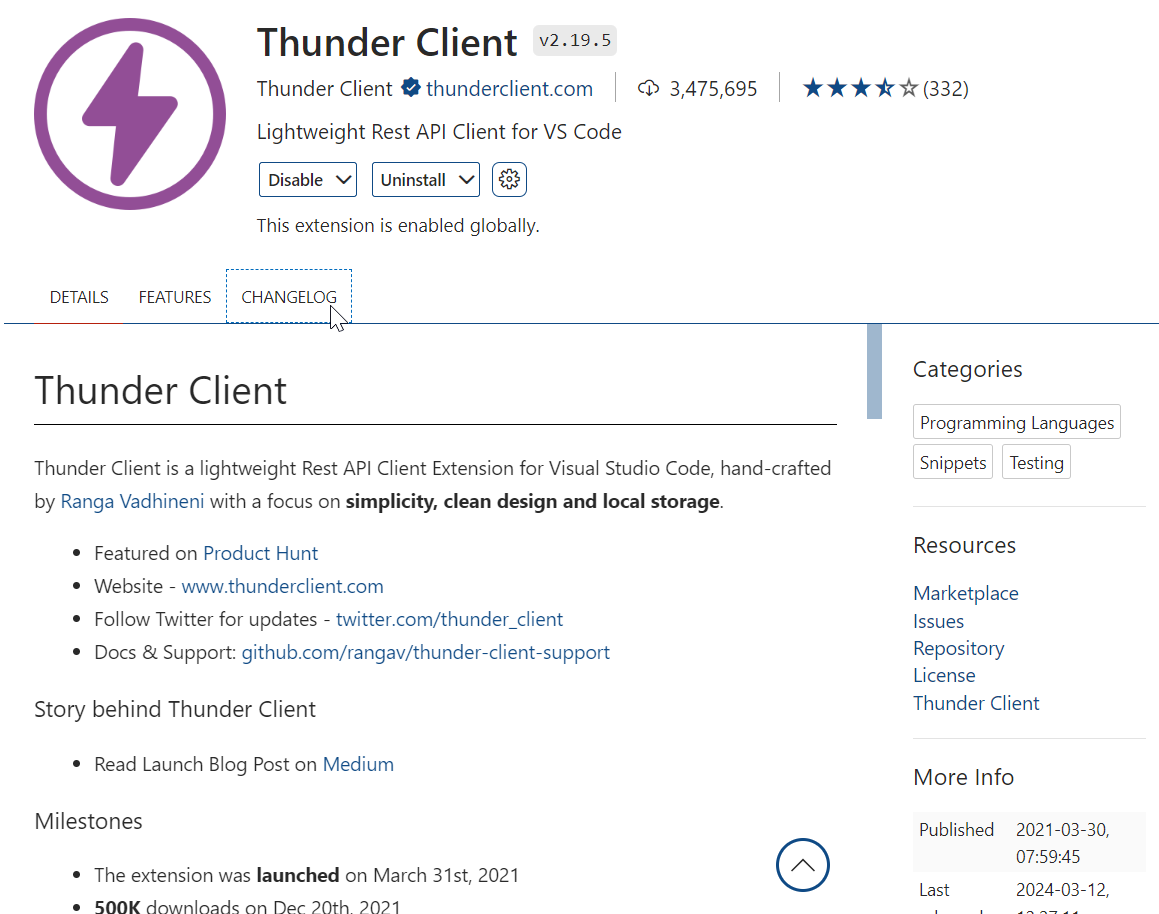 Thunder Client v2.19.5
Thunder Client thunderclient.com 3,475,695 (332)
Lightweight Rest API Client for VS Code
Disable Uninstall
This extension is enabled globally.
DETAILS FEATURES CHANGELOG
Thunder Client
Thunder Client is a lightweight Rest API Client Extension for Visual Studio Code, hand-crafted
by Ranga Vadhineni with a focus on simplicity, clean design and local storage.
Featured on Product Hunt
Website - www.thunderclient.com
Follow Twitter for updates - twitter.com/thunder_client
Docs & Support: github.com/rangav/thunder-client-support
Story behind Thunder Client
Read Launch Blog Post on Medium
Milestones
The extension was launched on March 31st, 2021
500K downloads on Dec 20th, 2021
Categories
Programming Languages
Snippets Testing
Resources
Marketplace
Issues
Repository
License
Thunder Client
More Info
Published 2021-03-30,
07:59:45
Last 2024-03-12,